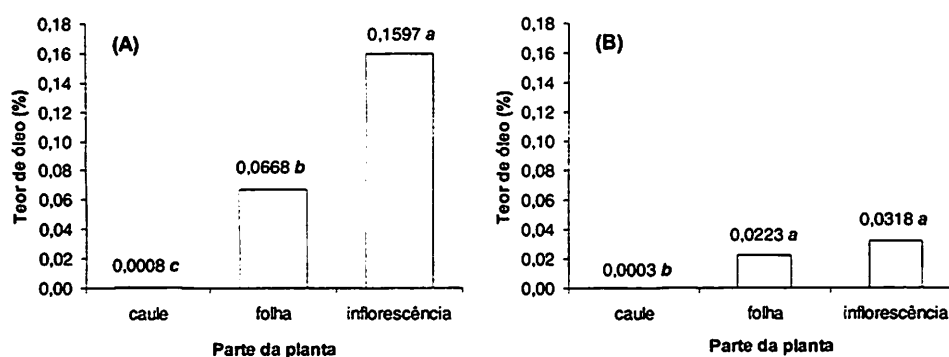 (A)
Teor de óleo (%)
0,18
0,16
0,14
0,12
0,10
0,08
0,06
0,04
0,02
0,00
0,0008 c
0,0668 b
0,1597 a
caule folha inflorescência
Parte da planta
(B)
Teor de óleo (%)
0,18
0,16
0,14
0,12
0,10
0,08
0,06
0,04
0,02
0,00
0,0003 b
0,0223 a
0,0318 a
caule folha inflorescência
Parte da planta